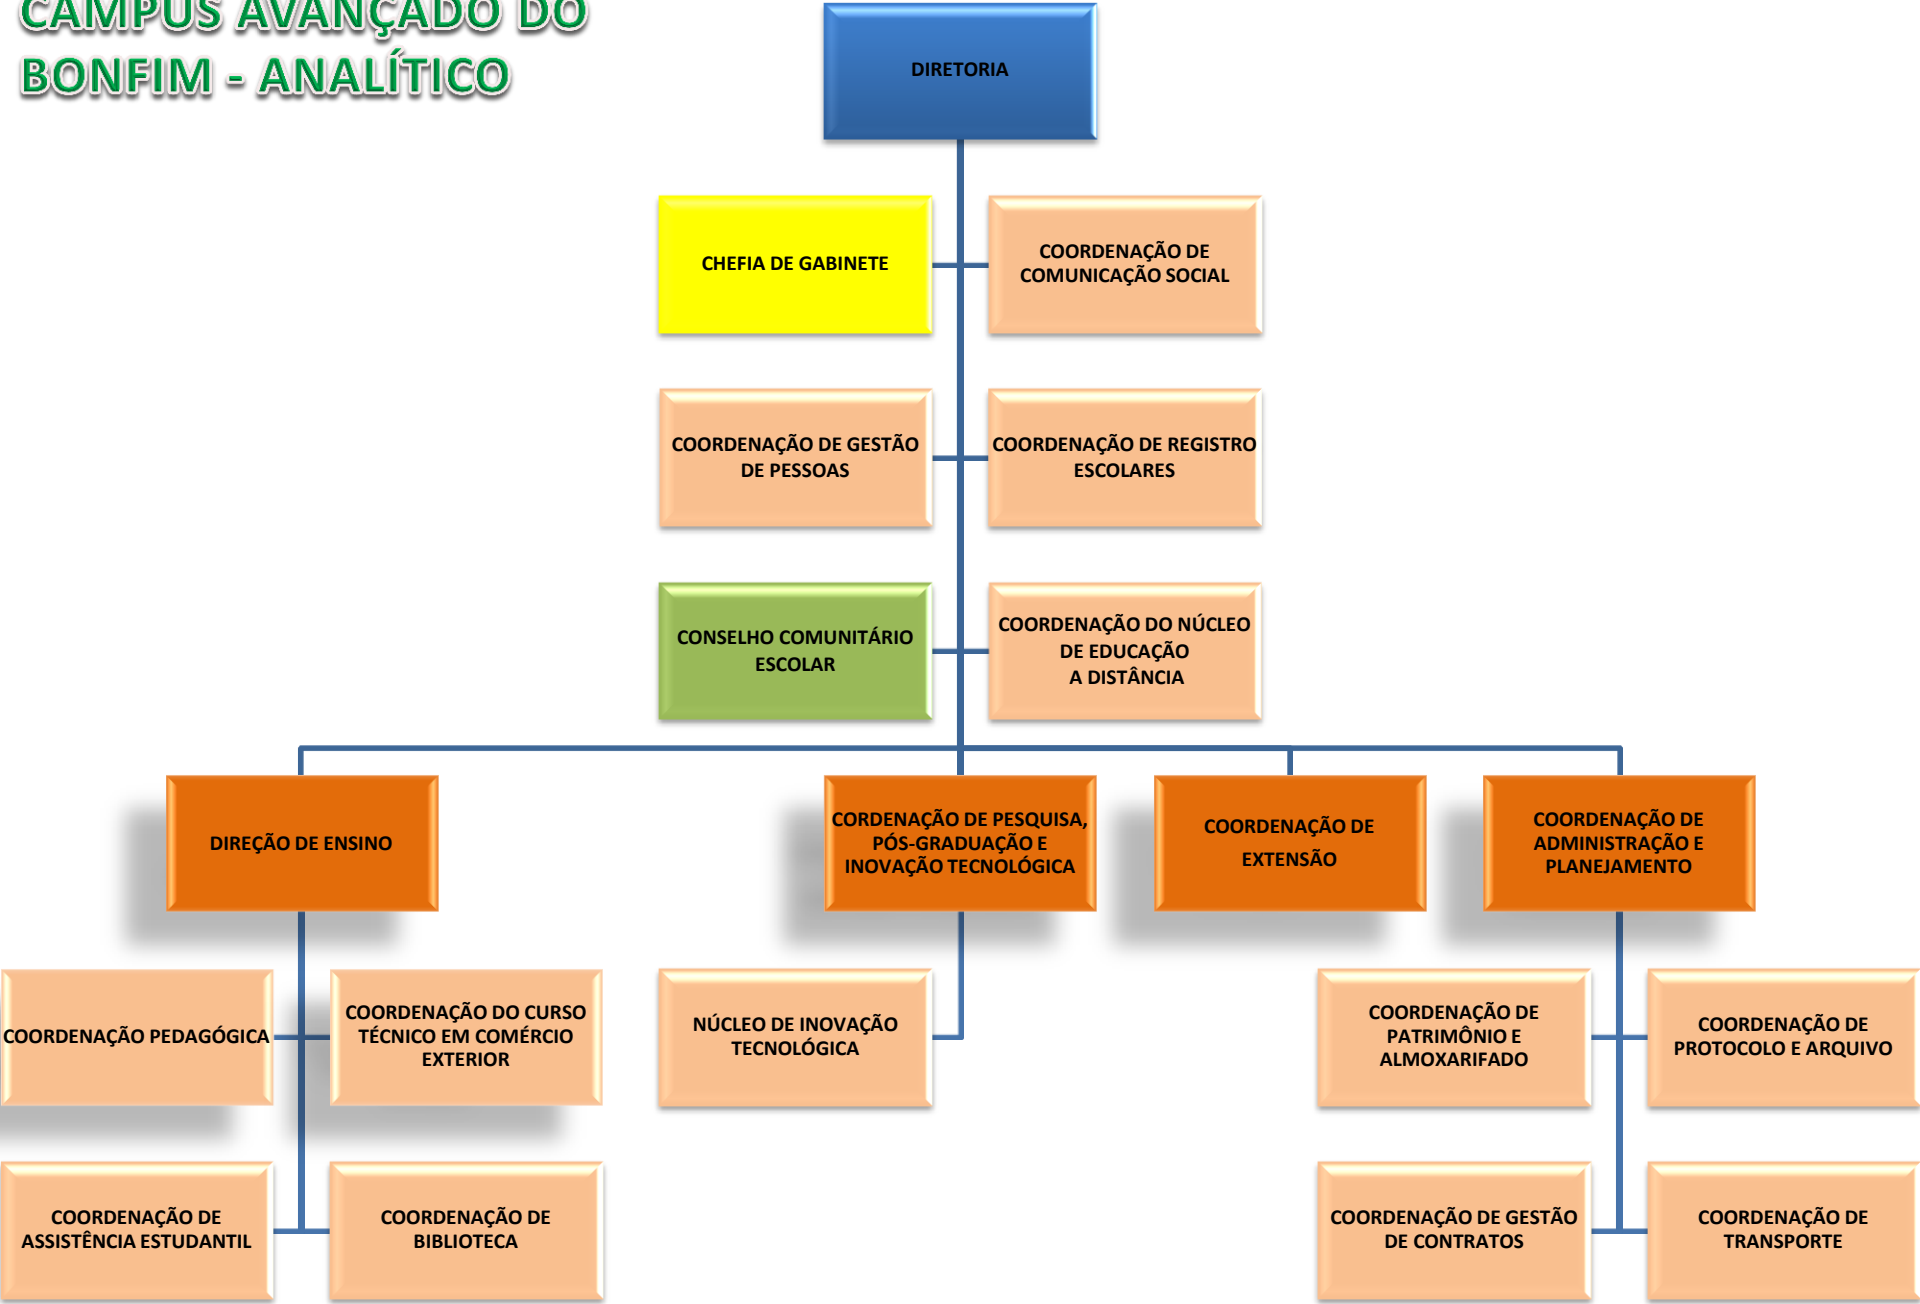 CAMPUS AVANÇADO DO
BONFIM - ANALÍTICO
DIRETORIA
CHEFIA DE GABINETE
COORDENAÇÃO DE
COMUNICAÇÃO SOCIAL
COORDENAÇÃO DE GESTÃO
DE PESSOAS
COORDENAÇÃO DE REGISTRO
ESCOLARES
CONSELHO COMUNITÁRIO
ESCOLAR
COORDENAÇÃO DO NÚCLEO
DE EDUCAÇÃO
A DISTÂNCIA
DIREÇÃO DE ENSINO
CORDENAÇÃO DE PESQUISA,
PÓS-GRADUAÇÃO E
INOVAÇÃO TECNOLÓGICA
COORDENAÇÃO DE
EXTENSÃO
COORDENAÇÃO DE
ADMINISTRAÇÃO E
PLANEJAMENTO
COORDENAÇÃO PEDAGÓGICA
COORDENAÇÃO DO CURSO
TÉCNICO EM COMÉRCIO
EXTERIOR
NÚCLEO DE INOVAÇÃO
TECNOLÓGICA
COORDENAÇÃO DE
PATRIMÔNIO E
ALMOXARIFADO
COORDENAÇÃO DE
PROTOCOLO E ARQUIVO
COORDENAÇÃO DE
ASSISTÊNCIA ESTUDANTIL
COORDENAÇÃO DE
BIBLIOTECA
COORDENAÇÃO DE GESTÃO
DE CONTRATOS
COORDENAÇÃO DE
TRANSPORTE